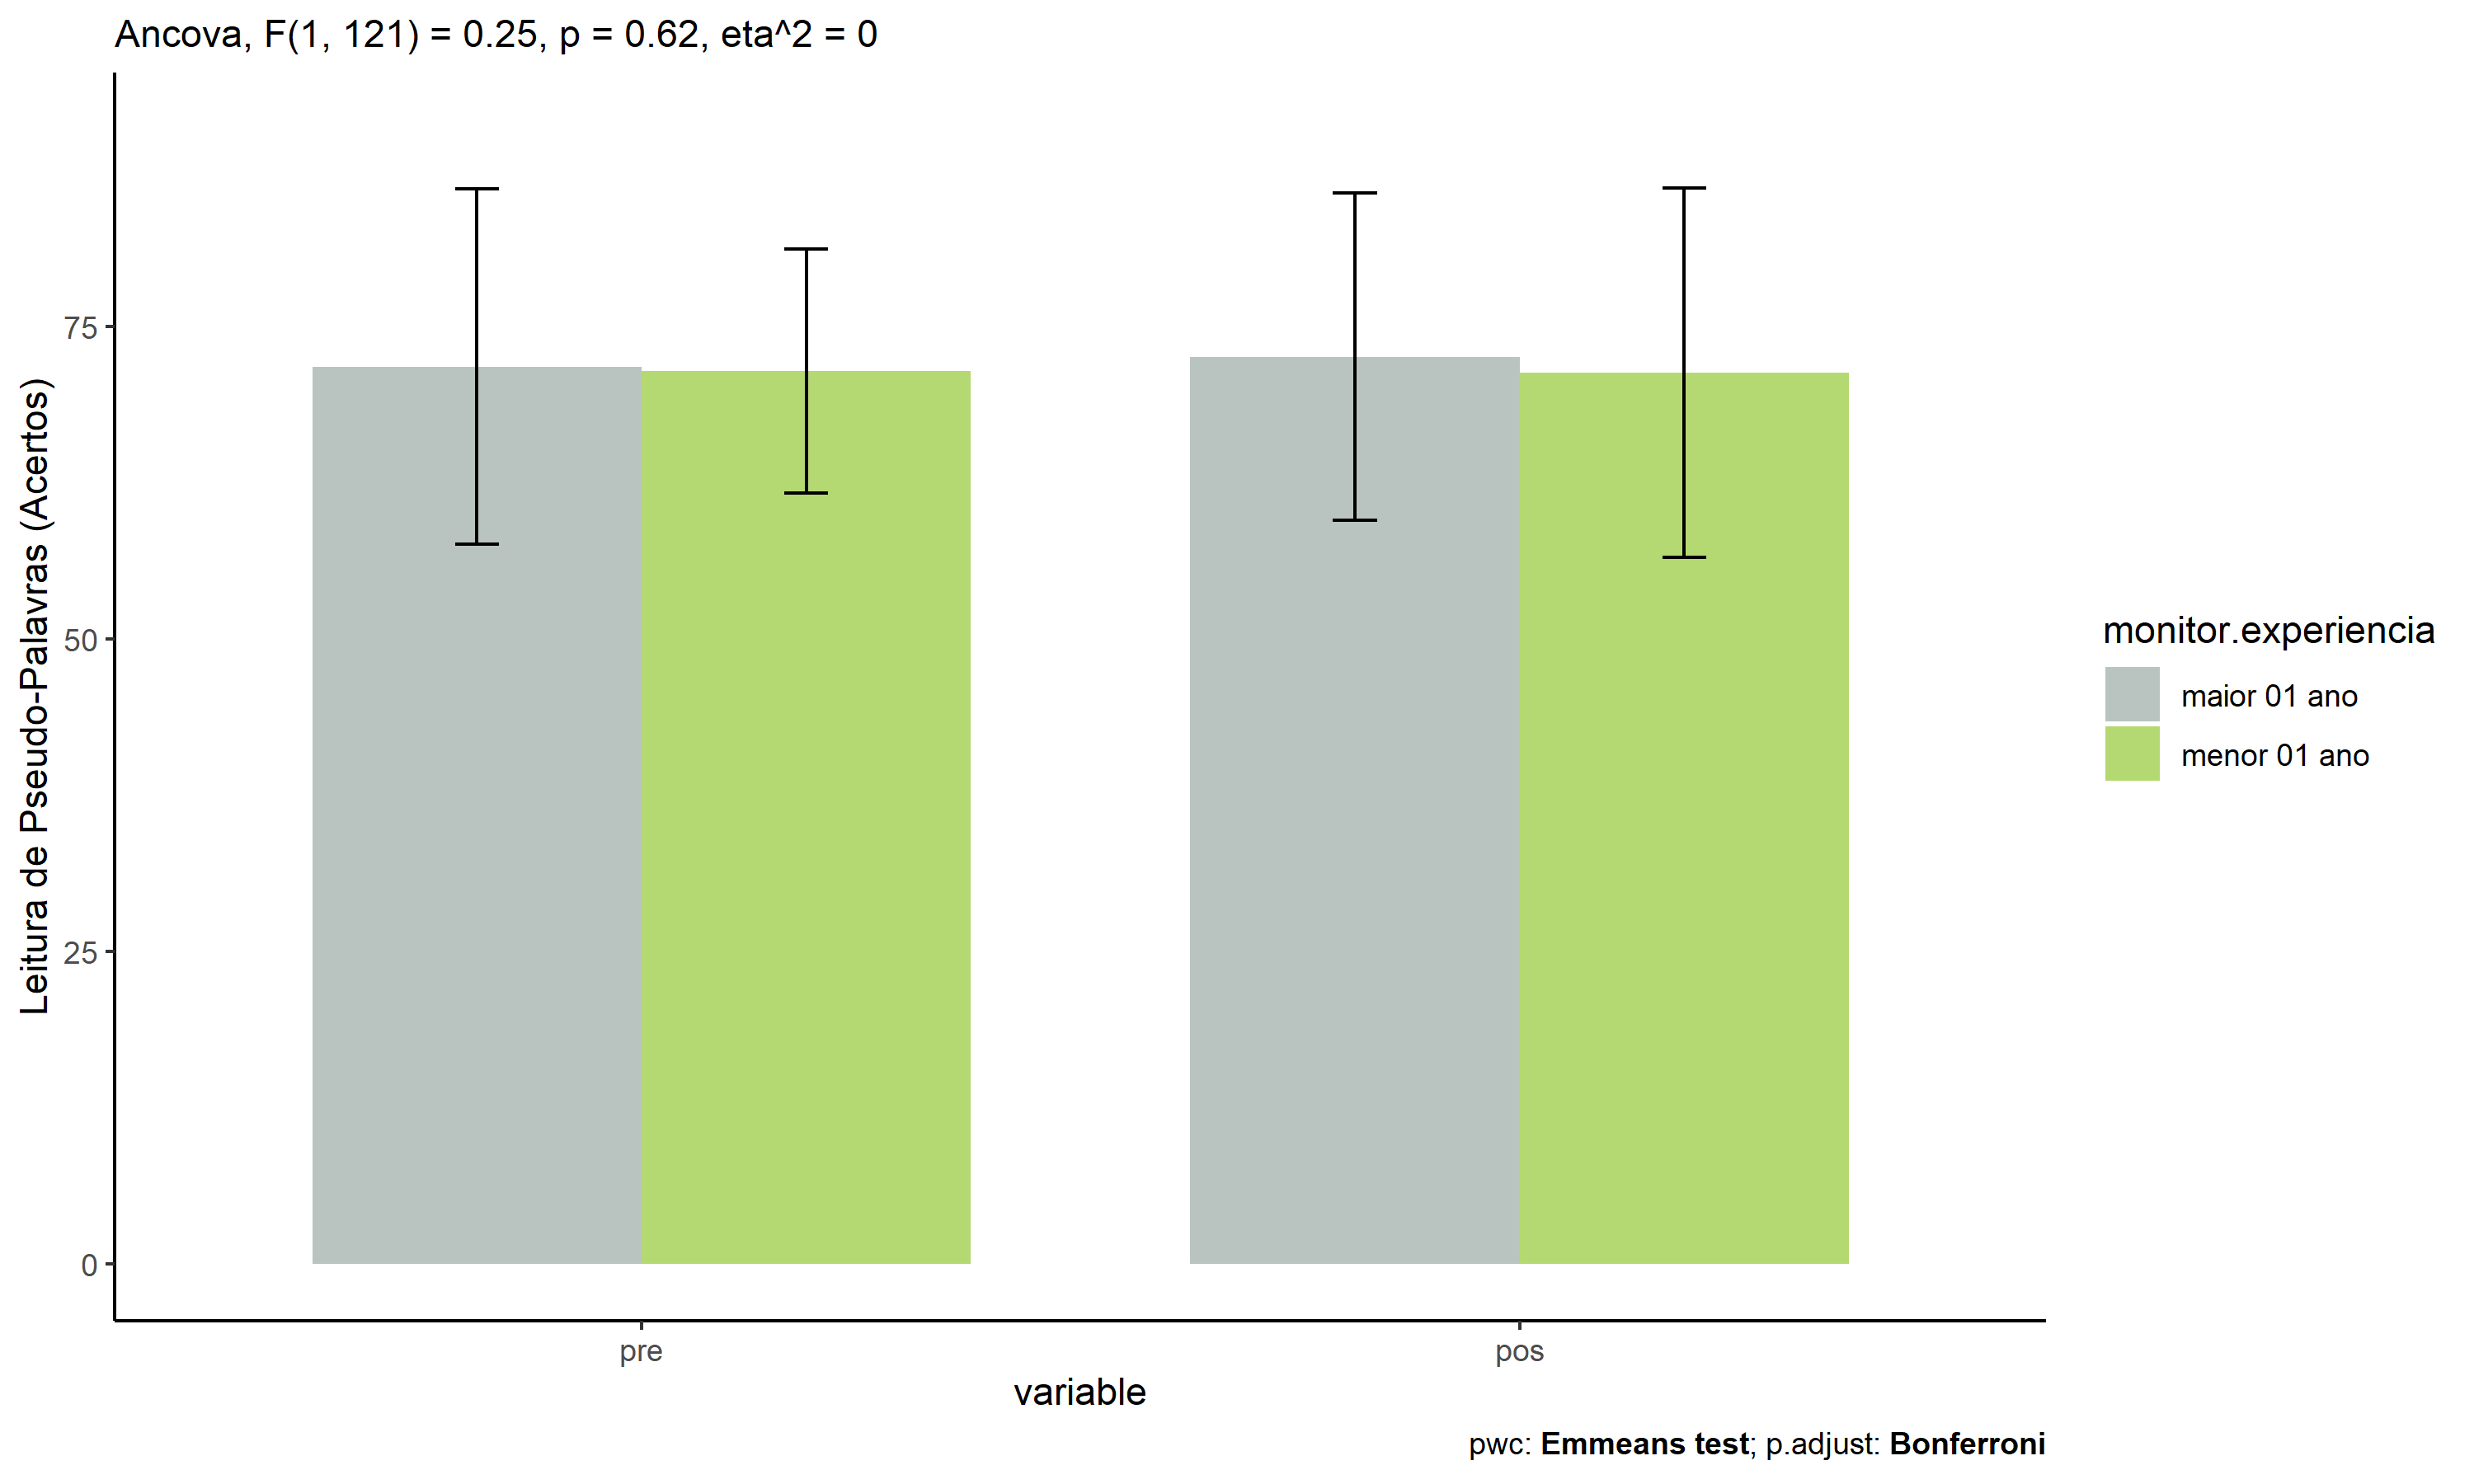 Ancova, F(1, 121) = 0.25, p = 0.62, eta^2 = 0
Leitura de Pseudo-Palavras (Acertos)
75
50
25
0
pre
pos
variable
monitor.experiencia
maior 01 ano
menor 01 ano
pwc: Emmeans test; p.adjust: Bonferroni